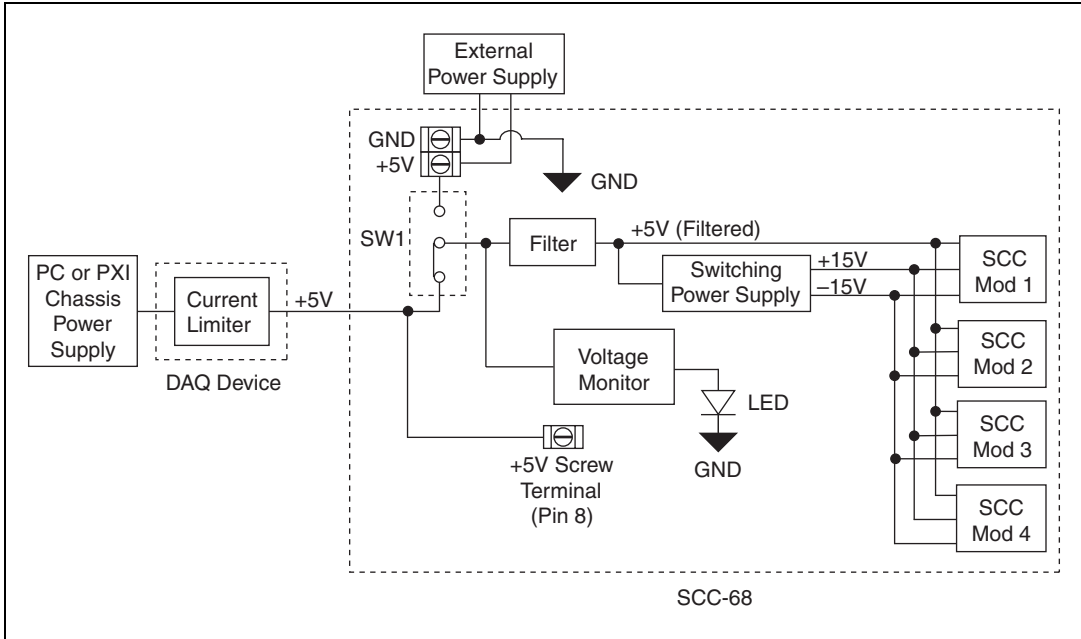 External
Power Supply
GND
+5V
GND
SW1
Filter
+5V (Filtered)
Switching
Power Supply
+15V
–15V
SCC
Mod 1
PC or PXI
Chassis
Power
Supply
Current
Limiter
+5V
DAQ Device
Voltage
Monitor
LED
GND
SCC
Mod 2
SCC
Mod 3
+5V Screw
Terminal
(Pin 8)
SCC
Mod 4
SCC-68